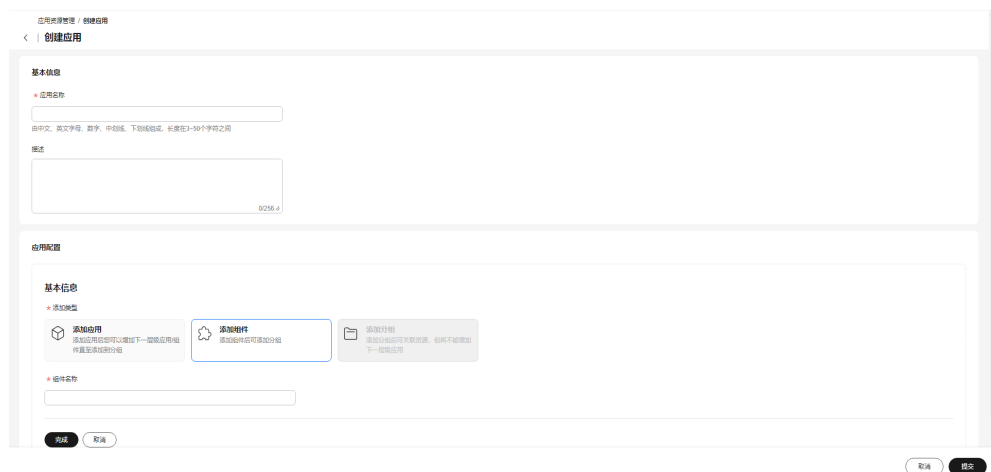 应用资源管理 / 创建应用
创建应用
基本信息
* 应用名称
由中文、英文字母、数字、中划线、下划线组成，长度在3-50个字符之间
描述
0/256
应用配置
基本信息
* 添加类型
添加应用
添加应用后您可以增加下一层级应用/组
件直至添加到分组
添加组件
添加组件后可添加分组
添加分组
添加分组后可关联资源，但将不能增加
下一层级应用
* 组件名称
完成
取消
取消
提交